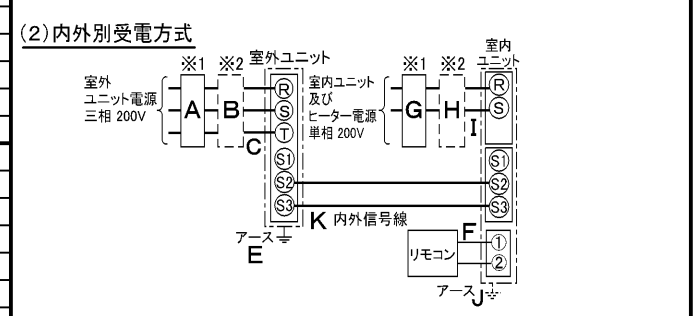 (2)内外別受電方式
※1 ※2 室外ユニット
室外
ユニット電源
三相 200V
A
B
C
R
S
T
S1
S2
S3
アース
E
※1 ※2
室内
ユニット
室内ユニット
及び
ヒーター電源
単相 200V
G
H
I
R
S
S1
S2
S3
K 内外信号線
リモコン
F
①
②
アース
J